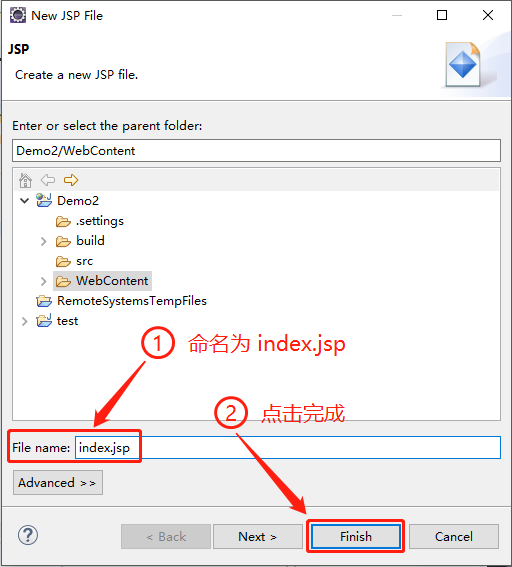 New JSP File
JSP
Create a new JSP file.
Enter or select the parent folder:
Demo2/WebContent
Demo2
.settings
build
src
WebContent
RemoteSystemsTempFiles
test
① 命名为 index.jsp
② 点击完成
File name: index.jsp
Advanced >>
< Back Next > Finish Cancel